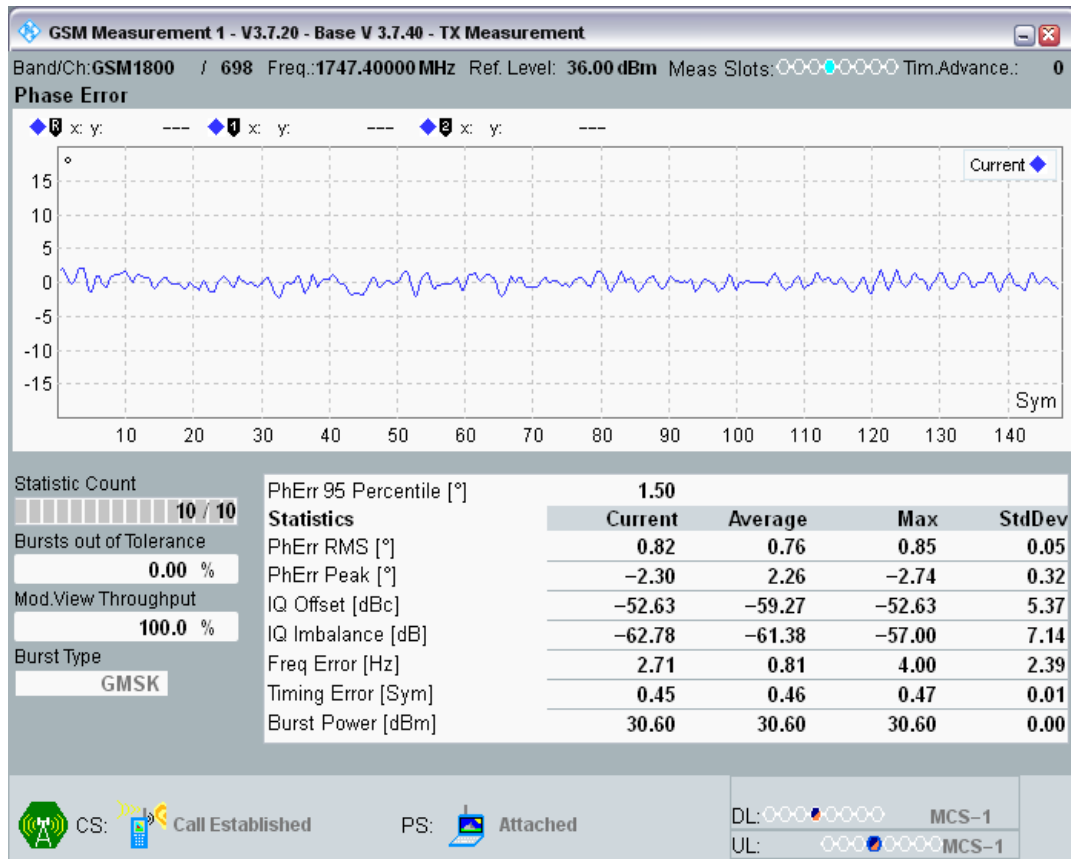 GSM Measurement 1 - V3.7.20 - Base V 3.7.40 - TX Measurement
Band/Ch:GSM1800 / 698 Freq.:1747.40000 MHz Ref. Level: 36.00 dBm Meas Slots: Tim.Advance.: 0
Phase Error
R x: y: --- 1 x: y: --- 2 x: y: ---
°
Current
15
10
5
0
-5
-10
-15
Sym
10 20 30 40 50 60 70 80 90 100 110 120 130 140
Statistic Count
10 / 10
Bursts out of Tolerance
0.00 %
Mod.View Throughput
100.0 %
Burst Type
GMSK
PhErr 95 Percentile [°] 1.50
Statistics Current Average Max StdDev
PhErr RMS [°] 0.82 0.76 0.85 0.05
PhErr Peak [°] −2.30 2.26 −2.74 0.32
IQ Offset [dBc] −52.63 −59.27 −52.63 5.37
IQ Imbalance [dB] −62.78 −61.38 −57.00 7.14
Freq Error [Hz] 2.71 0.81 4.00 2.39
Timing Error [Sym] 0.45 0.46 0.47 0.01
Burst Power [dBm] 30.60 30.60 30.60 0.00
CS: Call Established PS: Attached
DL: MCS−1
UL: MCS−1